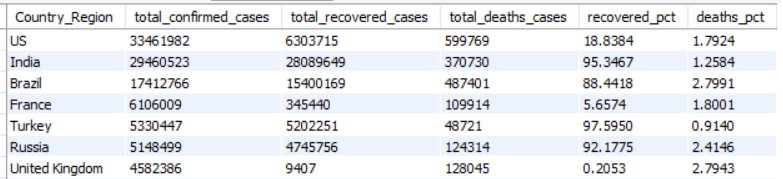 Country_Region total_confirmed_cases total_recovered_cases total_deaths_cases recovered_pct deaths_pct
US 33461982 6303715 599769 18.8384 1.7924
India 29460523 28089649 370730 95.3467 1.2584
Brazil 17412766 15400169 487401 88.4418 2.7991
France 6106009 345440 109914 5.6574 1.8001
Turkey 5330447 5202251 48721 97.5950 0.9140
Russia 5148499 4745756 124314 92.1775 2.4146
United Kingdom 4582386 9407 128045 0.2053 2.7943